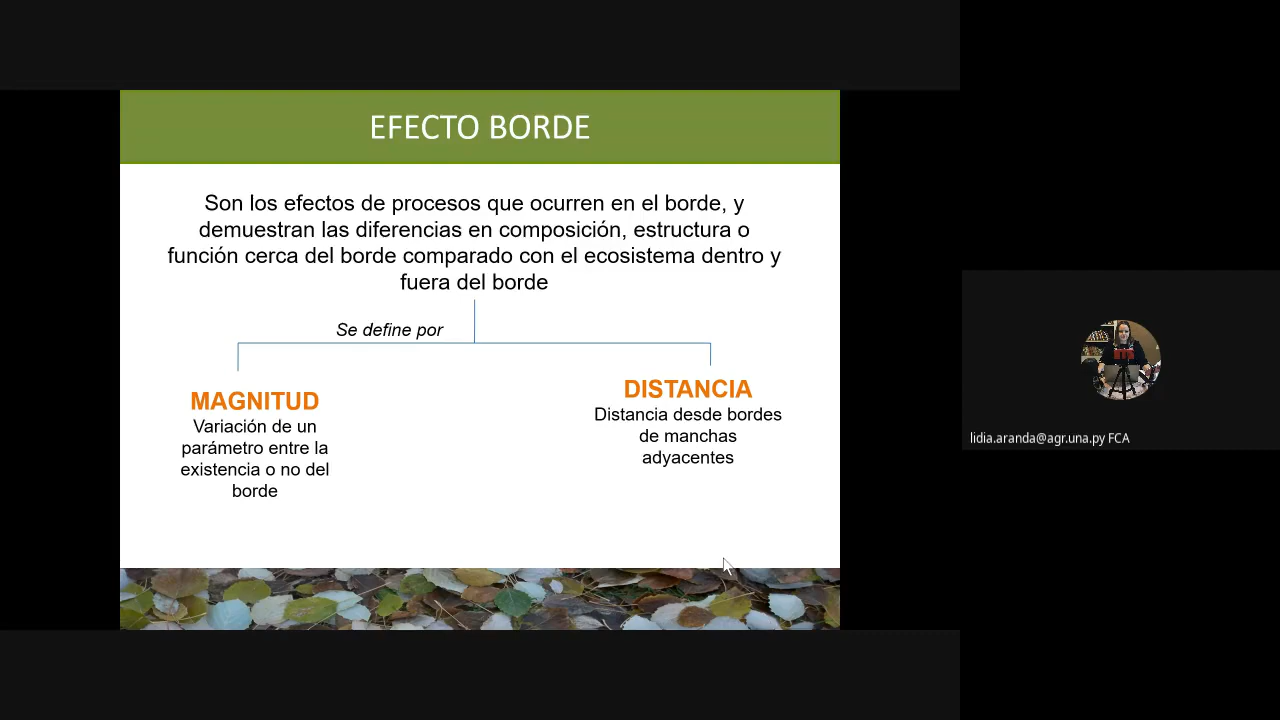 EFECTO BORDE
Son los efectos de procesos que ocurren en el borde, y
demuestran las diferencias en composición, estructura o
función cerca del borde comparado con el ecosistema dentro y
fuera del borde
Se define por
MAGNITUD
Variación de un
parámetro entre la
existencia o no del
borde
DISTANCIA
Distancia desde bordes
de manchas
adyacentes
lidia.aranda@agr.una.py FCA